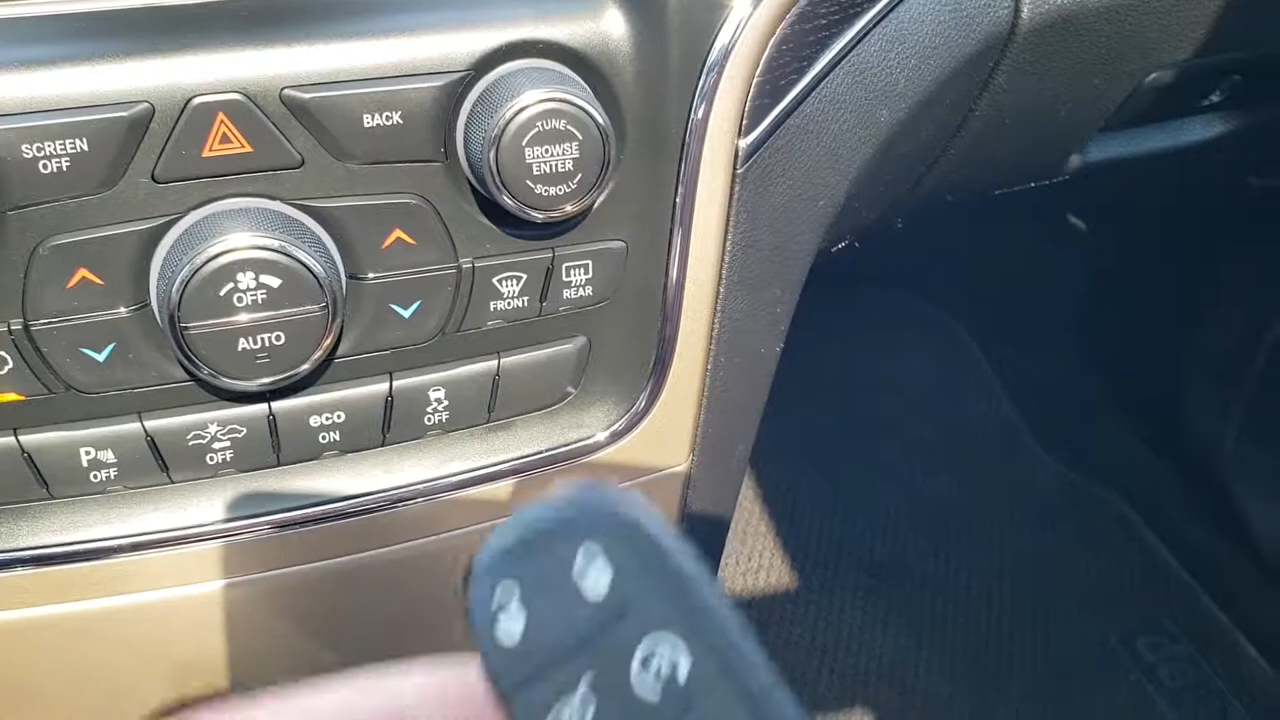 SCREEN
OFF
BACK
TUNE
BROWSE
ENTER
SCROLL
OFF
AUTO
FRONT
REAR
P
OFF
OFF
eco
ON
OFF